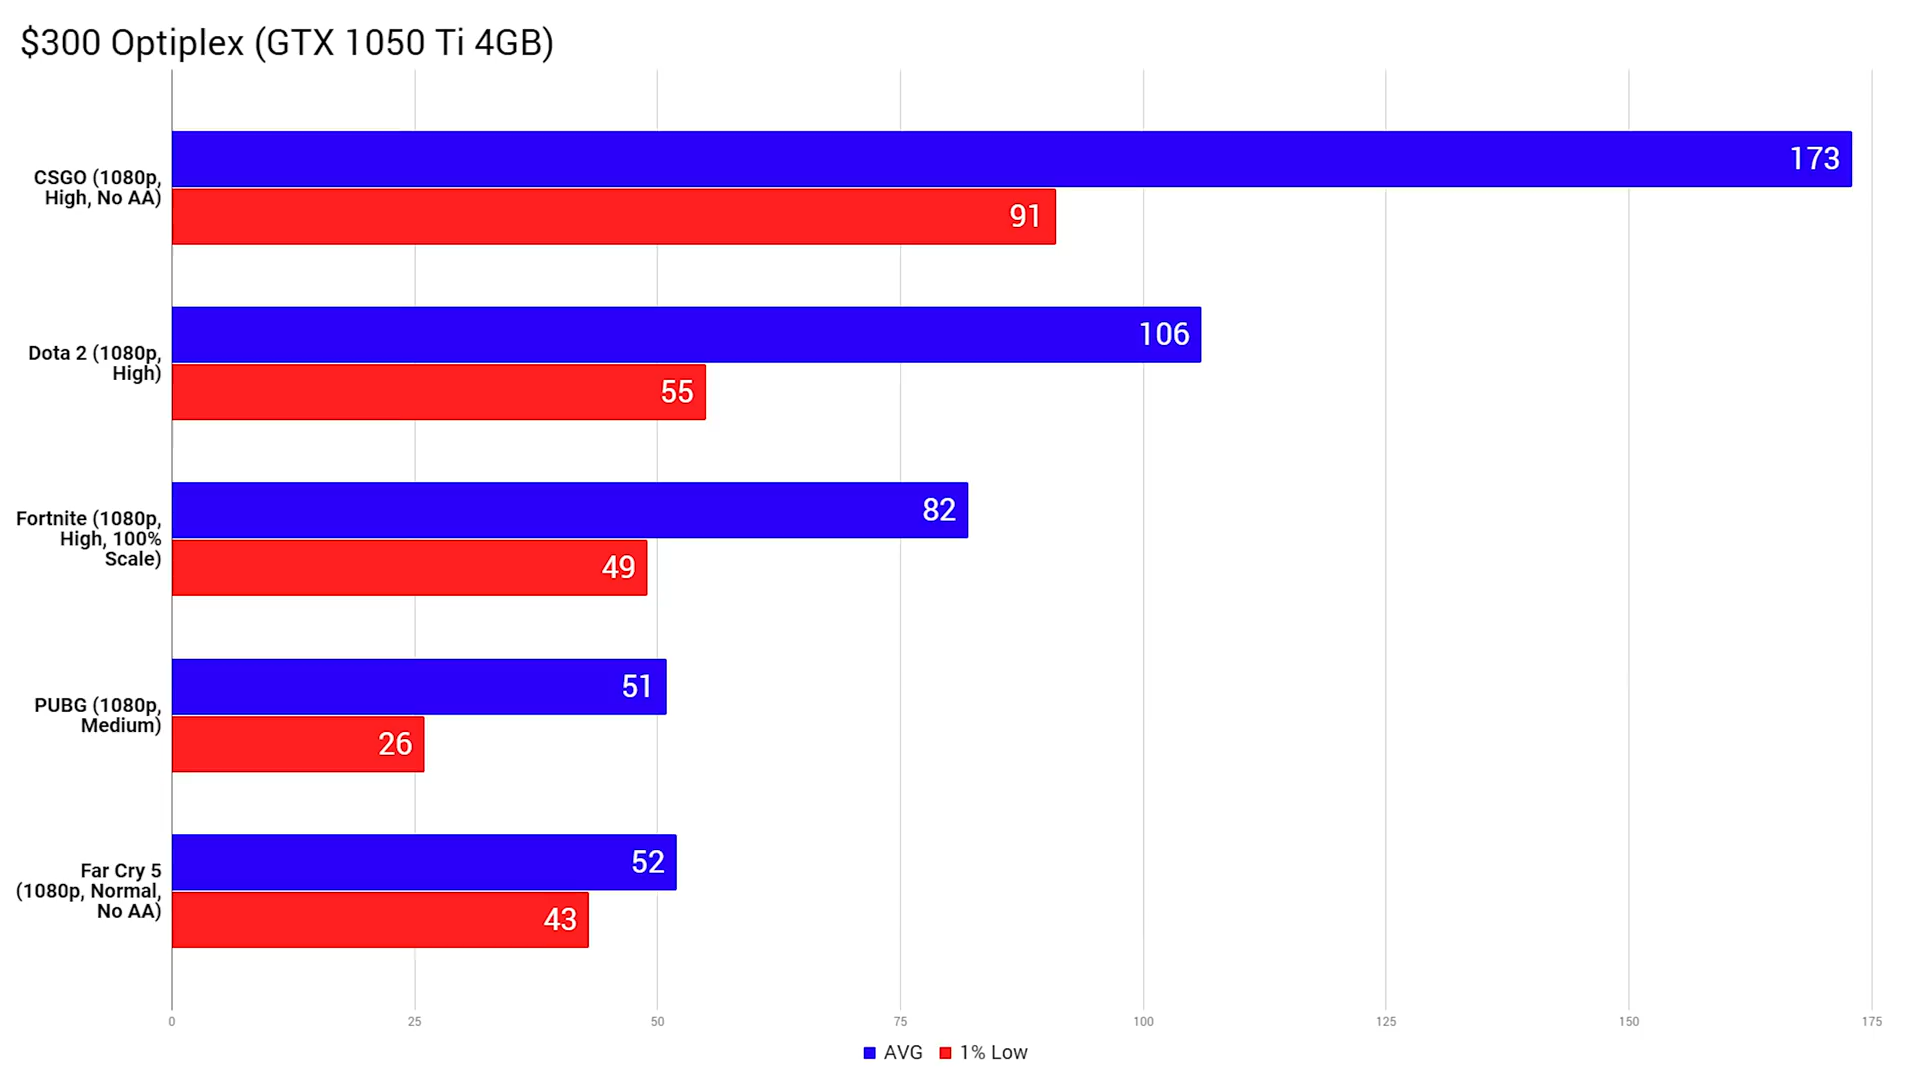 $300 Optiplex (GTX 1050 Ti 4GB)
CSGO (1080p,
High, No AA)
173
91
Dota 2 (1080p,
High)
106
55
Fortnite (1080p,
High, 100%
Scale)
82
49
PUBG (1080p,
Medium)
51
26
Far Cry 5
(1080p, Normal,
No AA)
52
43
0 25 50 75 100 125 150 175
AVG 1% Low